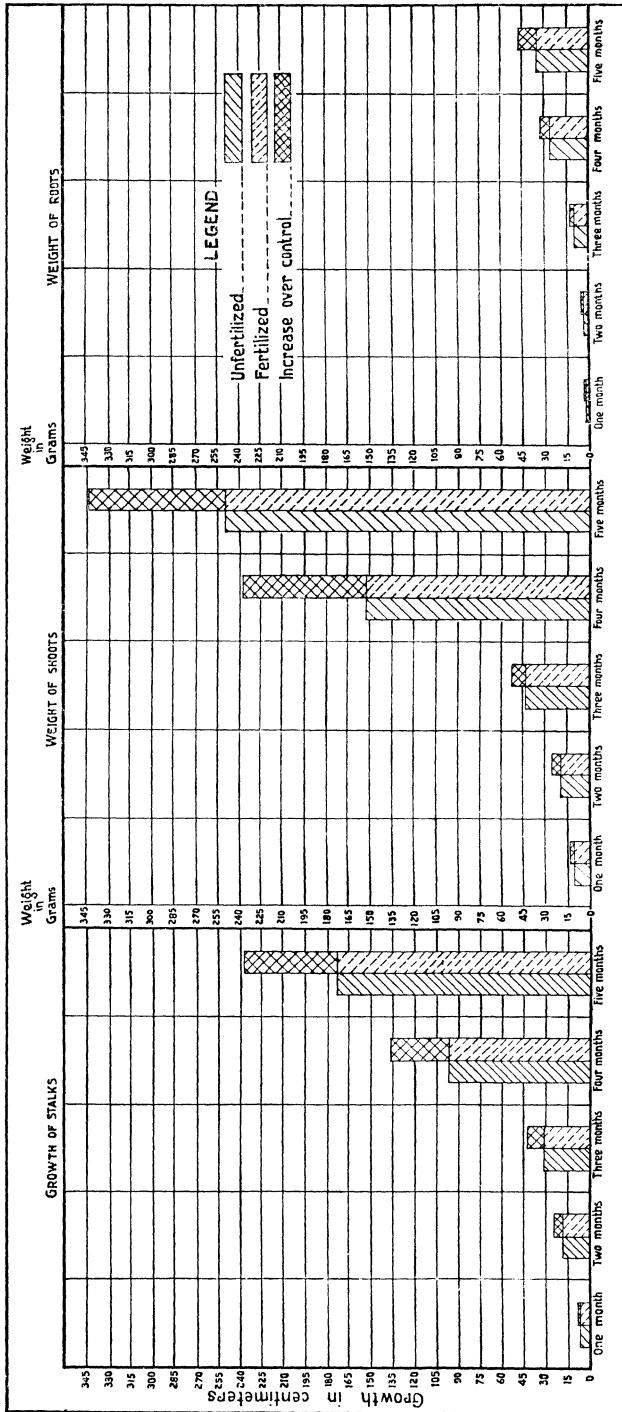 GROWTH OF STALKS
Growth in centimeters
345
330
315
300
285
270
255
240
225
210
195
180
165
150
135
120
105
90
75
60
45
30
15
0
One month
Two months
Three months
Four months
Five months
WEIGHT OF SHOOTS
Weight
in
Grams
345
330
315
300
285
270
255
240
225
210
195
180
165
150
135
120
105
90
75
60
45
30
15
0
One month
Two months
Three months
Four months
Five months
WEIGHT OF ROOTS
Weight
in
Grams
345
330
315
300
285
270
255
240
225
210
195
180
165
150
135
120
105
90
75
60
45
30
15
0
One month
Two months
Three months
Four months
Five months
LEGEND
Unfertilized
Fertilized
Increase over control